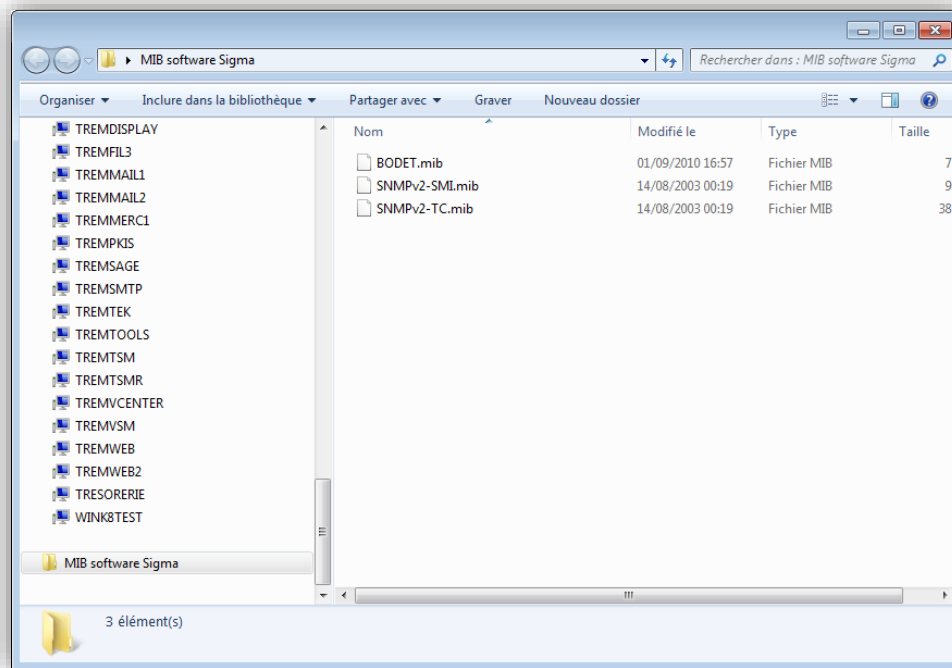 MIB software Sigma
Rechercher dans : MIB software Sigma
Organiser Inclure dans la bibliothèque Partager avec Graver Nouveau dossier
TREMDISPLAY
TREMFIL3
TREMMAIL1
TREMMAIL2
TREMMERC1
TREMPKIS
TREMSAGE
TREMSMTP
TREMTEK
TREMTOOLS
TREMTSM
TREMTSMR
TREMVCENTER
TREMVSM
TREMWEB
TREMWEB2
TRESORERIE
WINK8TEST
MIB software Sigma
Nom Modifié le Type Taille
BODET.mib 01/09/2010 16:57 Fichier MIB 7
SNMPv2-SMI.mib 14/08/2003 00:19 Fichier MIB 9
SNMPv2-TC.mib 14/08/2003 00:19 Fichier MIB 38
3 élément(s)